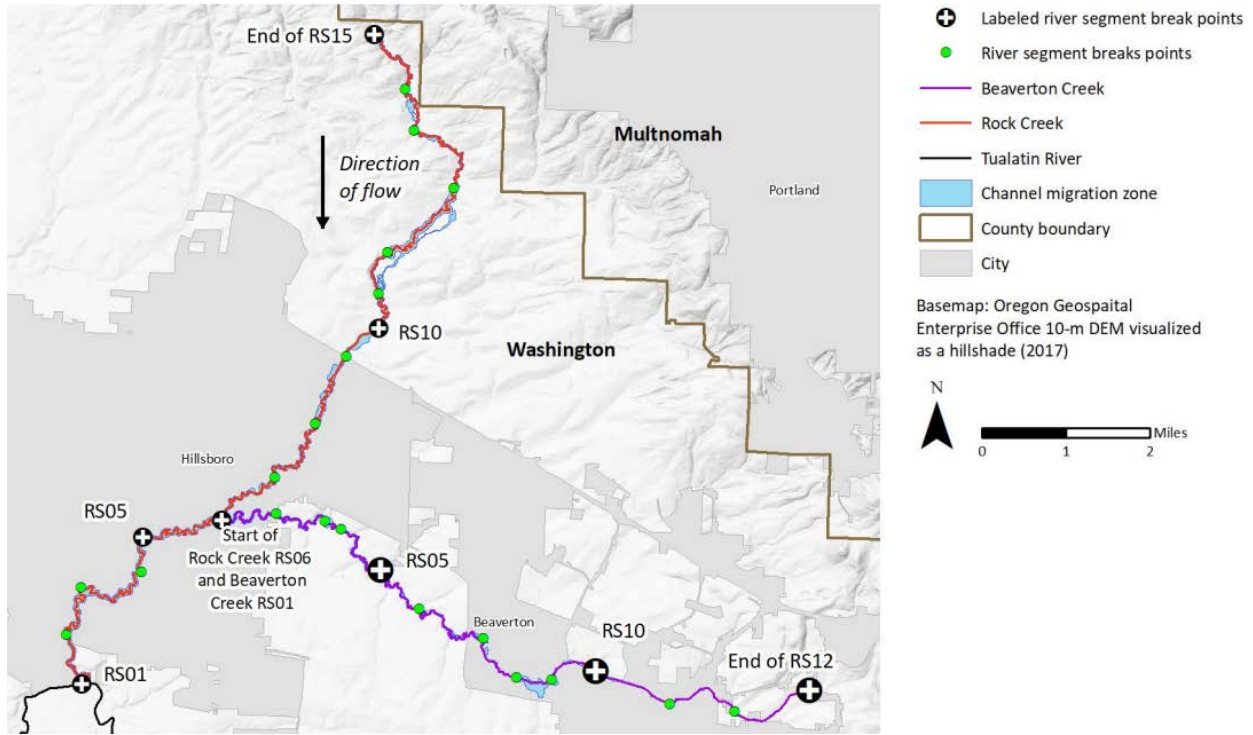 End of RS15
Direction
of flow
Multnomah
Portland
RS10
Washington
Hillsboro
RS05
Start of
Rock Creek RS06
and Beaverton
Creek RS01
RS05
Beaverton
RS10
End of RS12
RS01
Labeled river segment break points
River segment breaks points
Beaverton Creek
Rock Creek
Tualatin River
Channel migration zone
County boundary
City
Basemap: Oregon Geospaital
Enterprise Office 10-m DEM visualized
as a hillshade (2017)
N
Miles
0 1 2